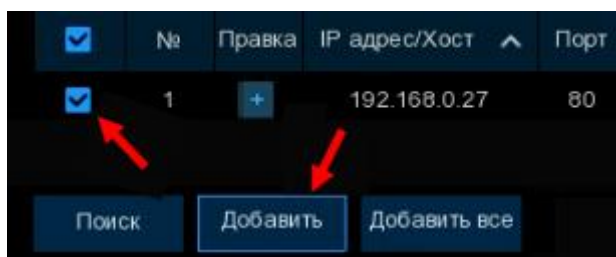 № Правка IP адрес/Хост Порт
1 + 192.168.0.27 80
Поиск Добавить Добавить все